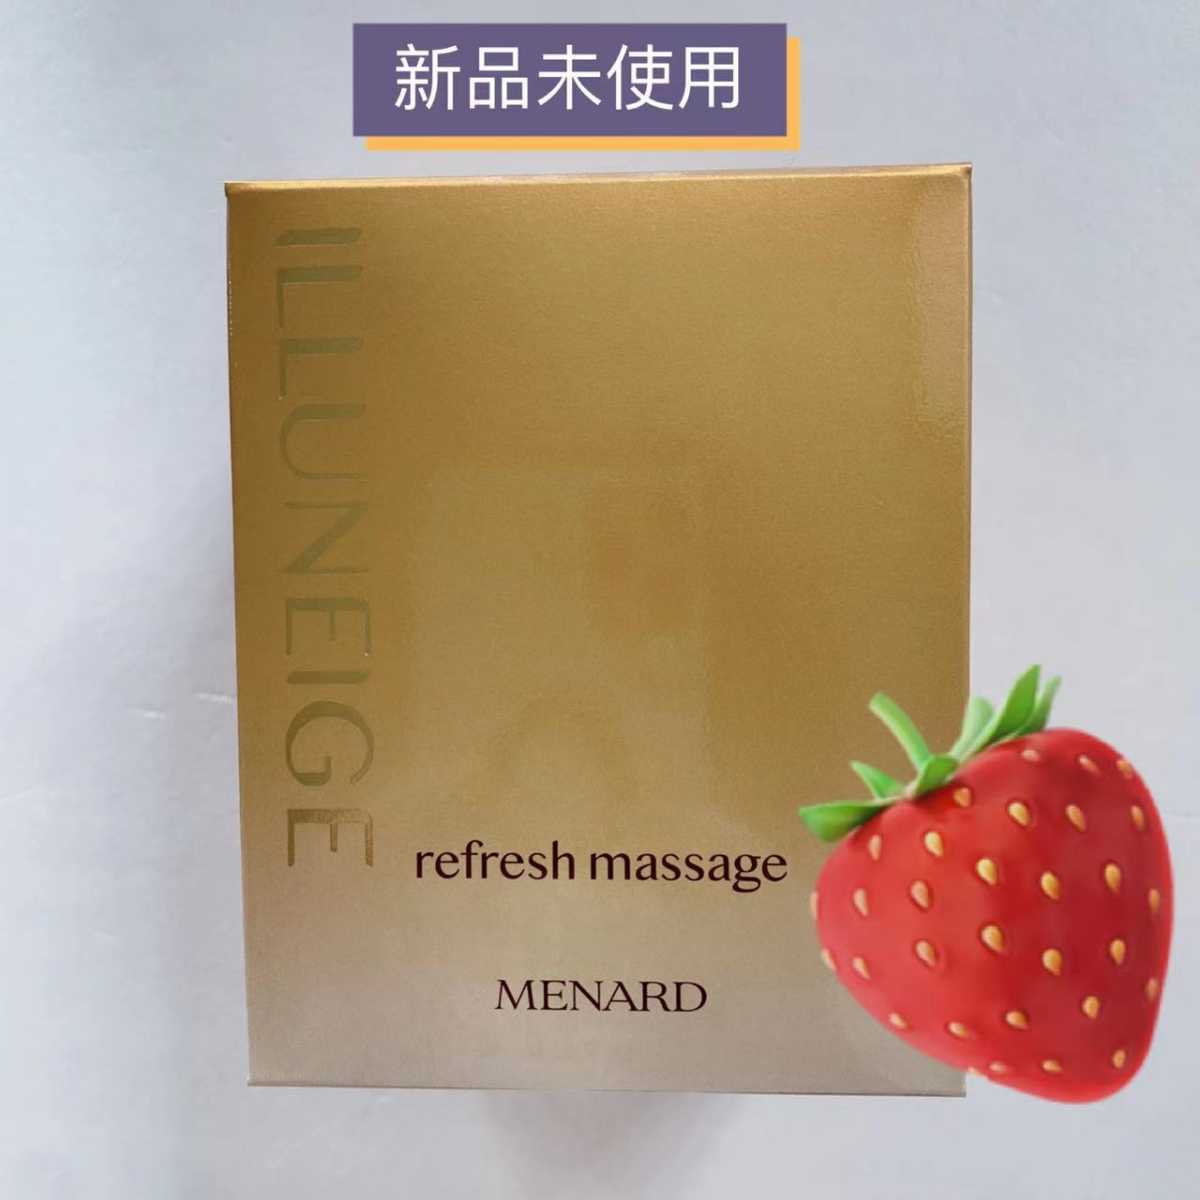 新品未使用
ILLUNEIGE
refresh massage
MENARD